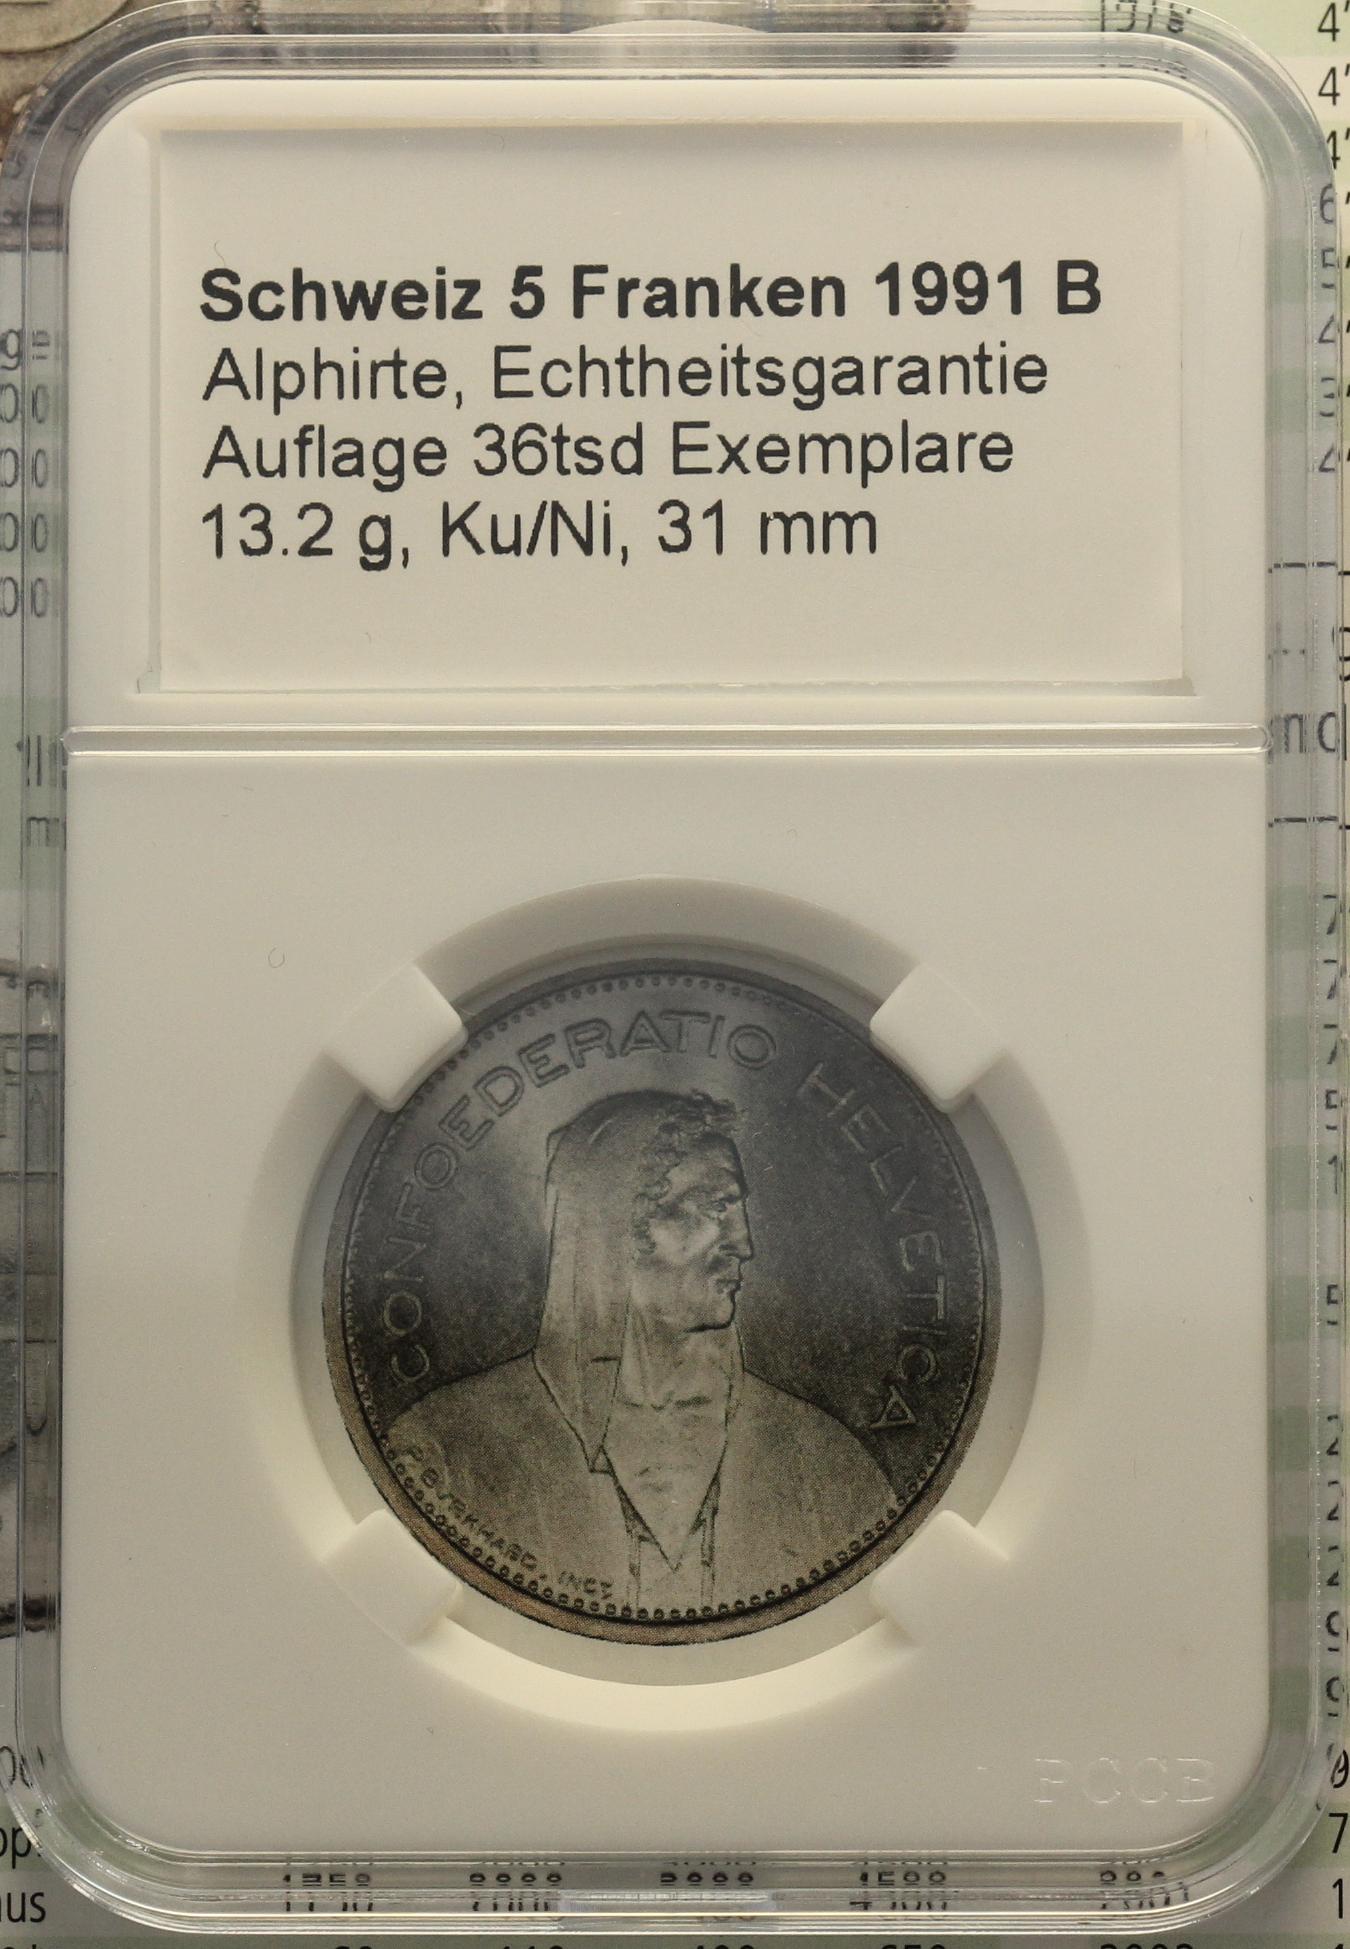 Schweiz 5 Franken 1991 B
Alphirte, Echtheitsgarantie
Auflage 36tsd Exemplare
13.2 g, Ku/Ni, 31 mm
CONFOEDERATIO HELVETICA
P. BVRKHARD. INCT
PCCB